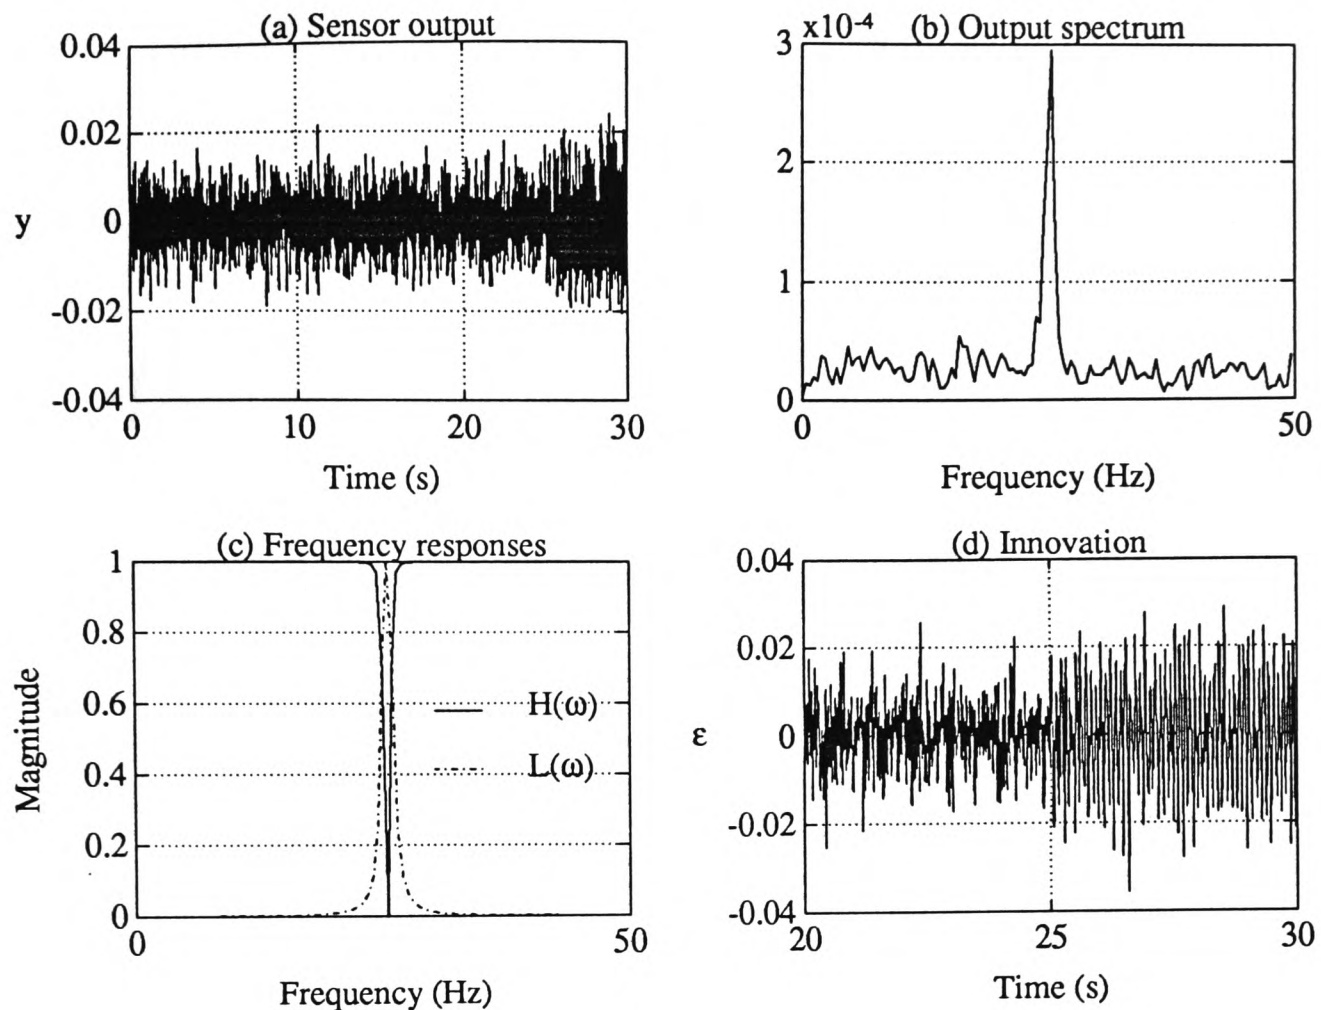 (a) Sensor output
0.04
0.02
y 0
-0.02
-0.04
0 10 20 30
Time (s)
x10-4 (b) Output spectrum
3
2
1
0
0 50
Frequency (Hz)
(c) Frequency responses
1
0.8
0.6
0.4
0.2
0
Magnitude
H(ω)
L(ω)
0 50
Frequency (Hz)
(d) Innovation
0.04
0.02
ε 0
-0.02
-0.04
20 25 30
Time (s)